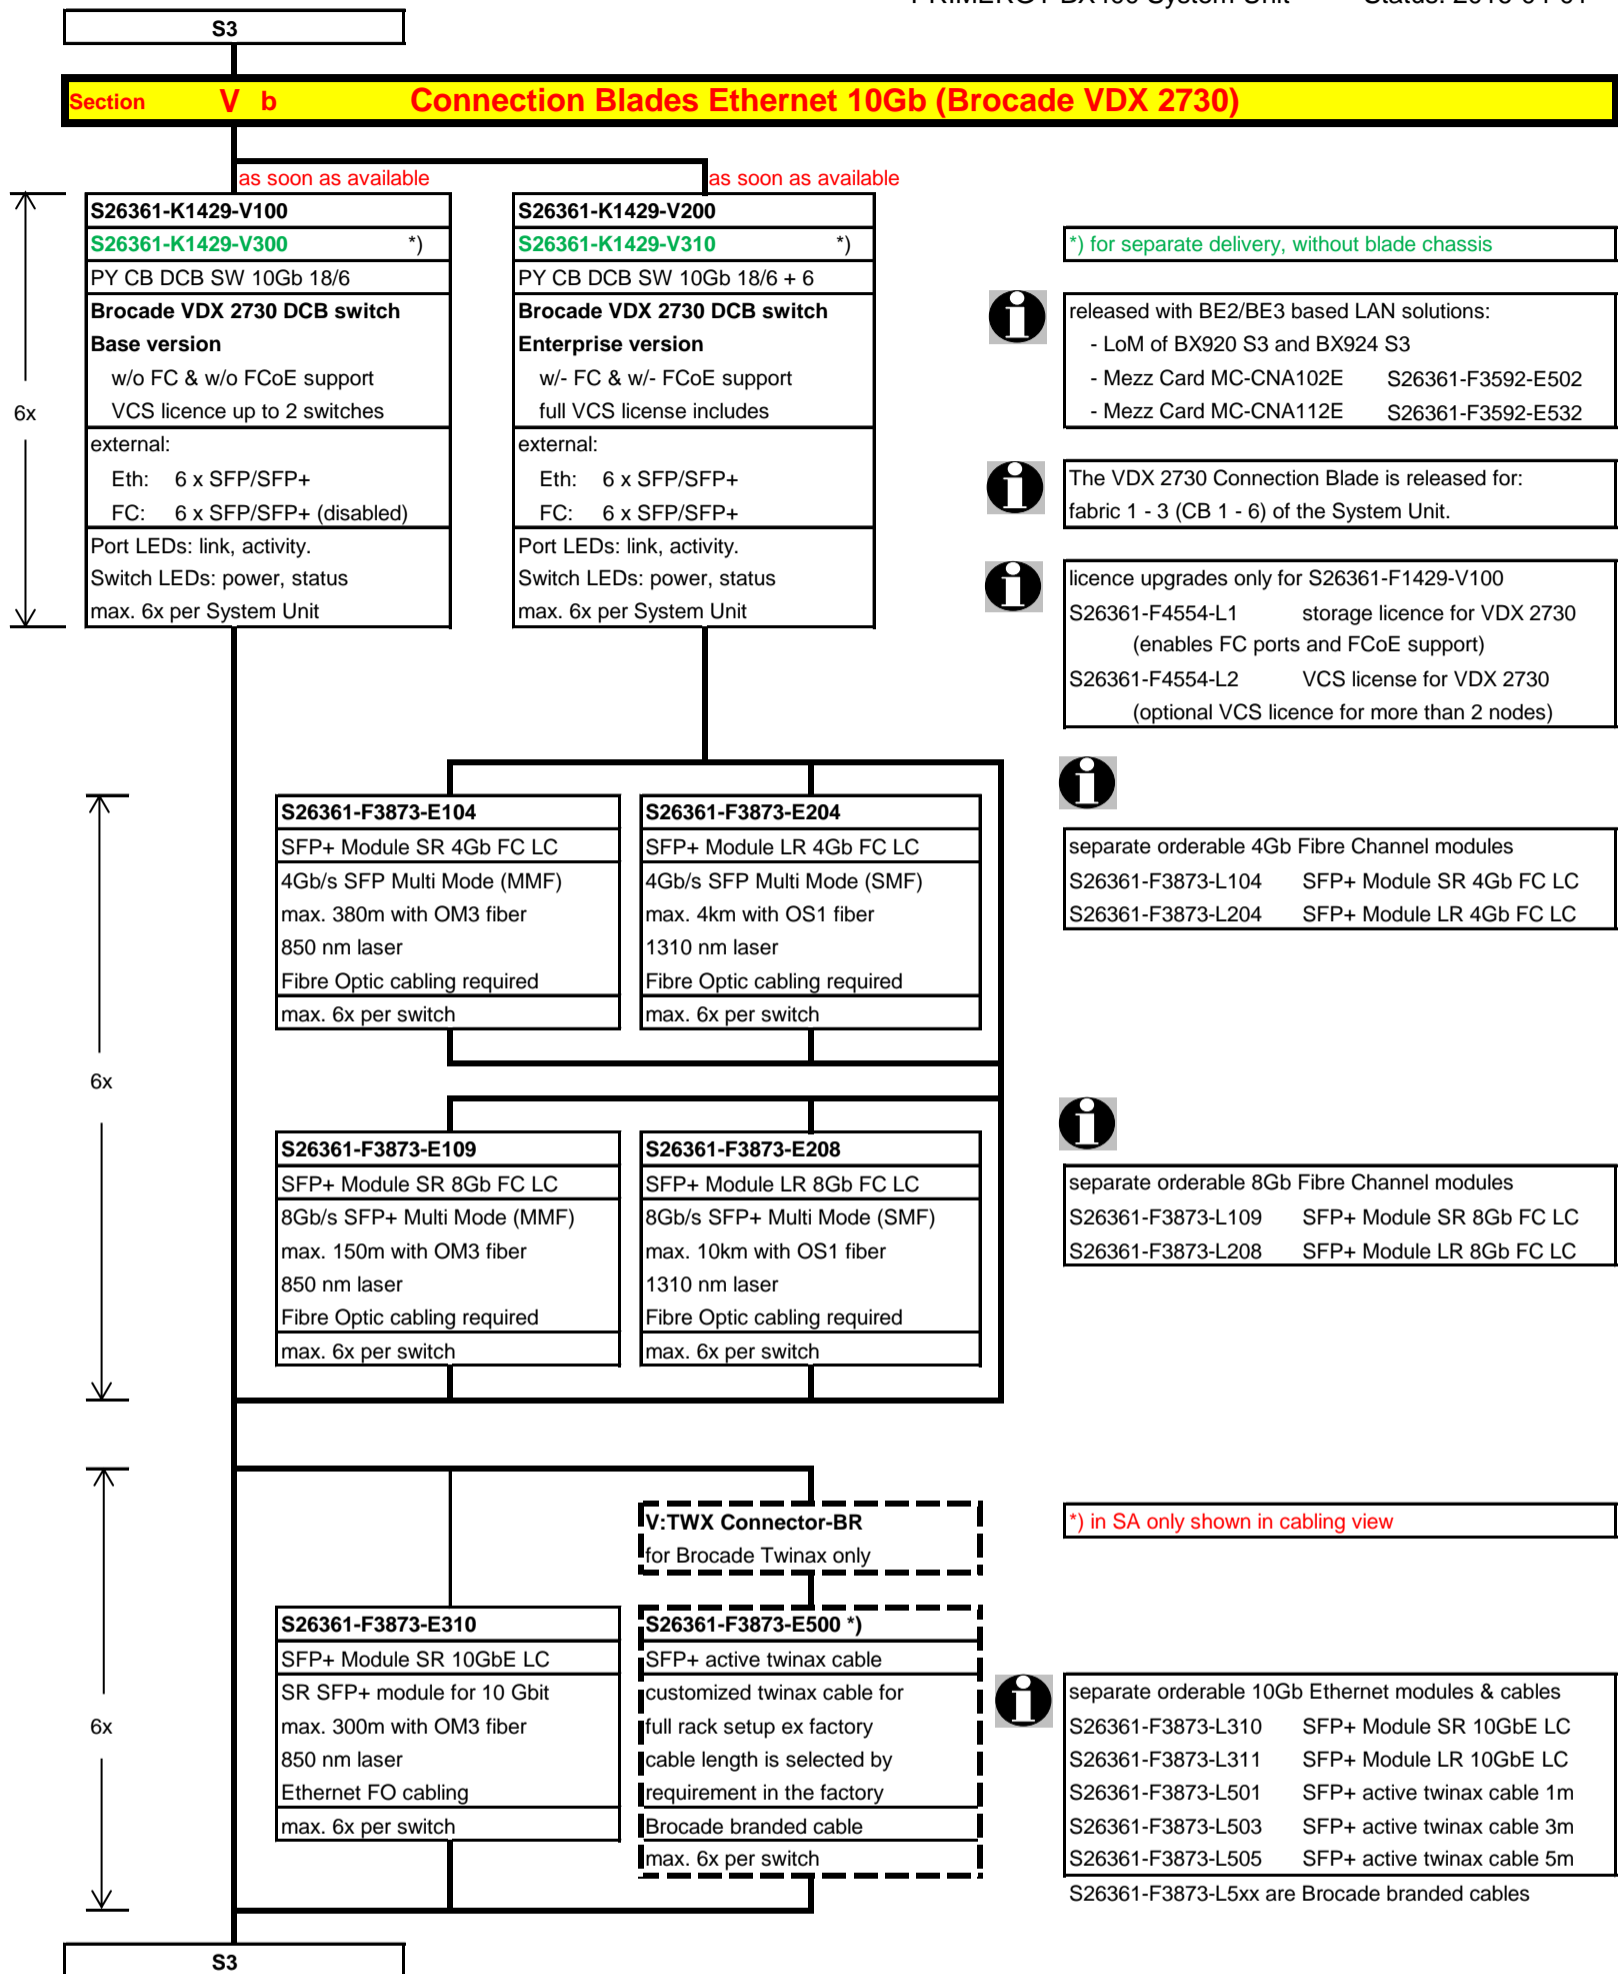 S3
Section V b Connection Blades Ethernet 10Gb (Brocade VDX 2730)
as soon as available
as soon as available
S26361-K1429-V100
S26361-K1429-V300 *)
PY CB DCB SW 10Gb 18/6
Brocade VDX 2730 DCB switch
Base version
w/o FC & w/o FCoE support
VCS licence up to 2 switches
external:
Eth: 6 x SFP/SFP+
FC: 6 x SFP/SFP+ (disabled)
Port LEDs: link, activity.
Switch LEDs: power, status
max. 6x per System Unit
6x
S26361-K1429-V200
S26361-K1429-V310 *)
PY CB DCB SW 10Gb 18/6 + 6
Brocade VDX 2730 DCB switch
Enterprise version
w/- FC & w/- FCoE support
full VCS license includes
external:
Eth: 6 x SFP/SFP+
FC: 6 x SFP/SFP+
Port LEDs: link, activity.
Switch LEDs: power, status
max. 6x per System Unit
*) for separate delivery, without blade chassis
released with BE2/BE3 based LAN solutions:
- LoM of BX920 S3 and BX924 S3
- Mezz Card MC-CNA102E S26361-F3592-E502
- Mezz Card MC-CNA112E S26361-F3592-E532
The VDX 2730 Connection Blade is released for:
fabric 1 - 3 (CB 1 - 6) of the System Unit.
licence upgrades only for S26361-F1429-V100
S26361-F4554-L1 storage licence for VDX 2730
(enables FC ports and FCoE support)
S26361-F4554-L2 VCS license for VDX 2730
(optional VCS licence for more than 2 nodes)
S26361-F3873-E104
SFP+ Module SR 4Gb FC LC
4Gb/s SFP Multi Mode (MMF)
max. 380m with OM3 fiber
850 nm laser
Fibre Optic cabling required
max. 6x per switch
S26361-F3873-E204
SFP+ Module LR 4Gb FC LC
4Gb/s SFP Multi Mode (SMF)
max. 4km with OS1 fiber
1310 nm laser
Fibre Optic cabling required
max. 6x per switch
separate orderable 4Gb Fibre Channel modules
S26361-F3873-L104 SFP+ Module SR 4Gb FC LC
S26361-F3873-L204 SFP+ Module LR 4Gb FC LC
6x
S26361-F3873-E109
SFP+ Module SR 8Gb FC LC
8Gb/s SFP+ Multi Mode (MMF)
max. 150m with OM3 fiber
850 nm laser
Fibre Optic cabling required
max. 6x per switch
S26361-F3873-E208
SFP+ Module LR 8Gb FC LC
8Gb/s SFP+ Multi Mode (SMF)
max. 10km with OS1 fiber
1310 nm laser
Fibre Optic cabling required
max. 6x per switch
separate orderable 8Gb Fibre Channel modules
S26361-F3873-L109 SFP+ Module SR 8Gb FC LC
S26361-F3873-L208 SFP+ Module LR 8Gb FC LC
V:TWX Connector-BR
for Brocade Twinax only
*) in SA only shown in cabling view
6x
S26361-F3873-E310
SFP+ Module SR 10GbE LC
SR SFP+ module for 10 Gbit
max. 300m with OM3 fiber
850 nm laser
Ethernet FO cabling
max. 6x per switch
S26361-F3873-E500 *)
SFP+ active twinax cable
customized twinax cable for
full rack setup ex factory
cable length is selected by
requirement in the factory
Brocade branded cable
max. 6x per switch
separate orderable 10Gb Ethernet modules & cables
S26361-F3873-L310 SFP+ Module SR 10GbE LC
S26361-F3873-L311 SFP+ Module LR 10GbE LC
S26361-F3873-L501 SFP+ active twinax cable 1m
S26361-F3873-L503 SFP+ active twinax cable 3m
S26361-F3873-L505 SFP+ active twinax cable 5m
S26361-F3873-L5xx are Brocade branded cables
S3